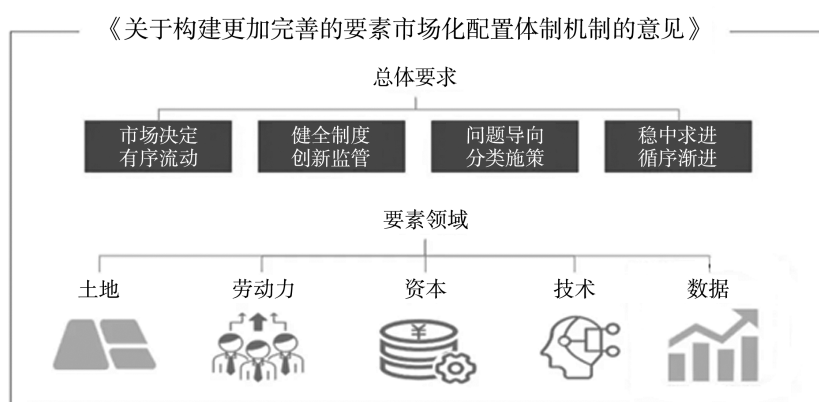 《关于构建更加完善的要素市场化配置体制机制的意见》
总体要求
市场决定
有序流动
健全制度
创新监管
问题导向
分类施策
稳中求进
循序渐进
要素领域
土地
劳动力
资本
技术
数据
¥